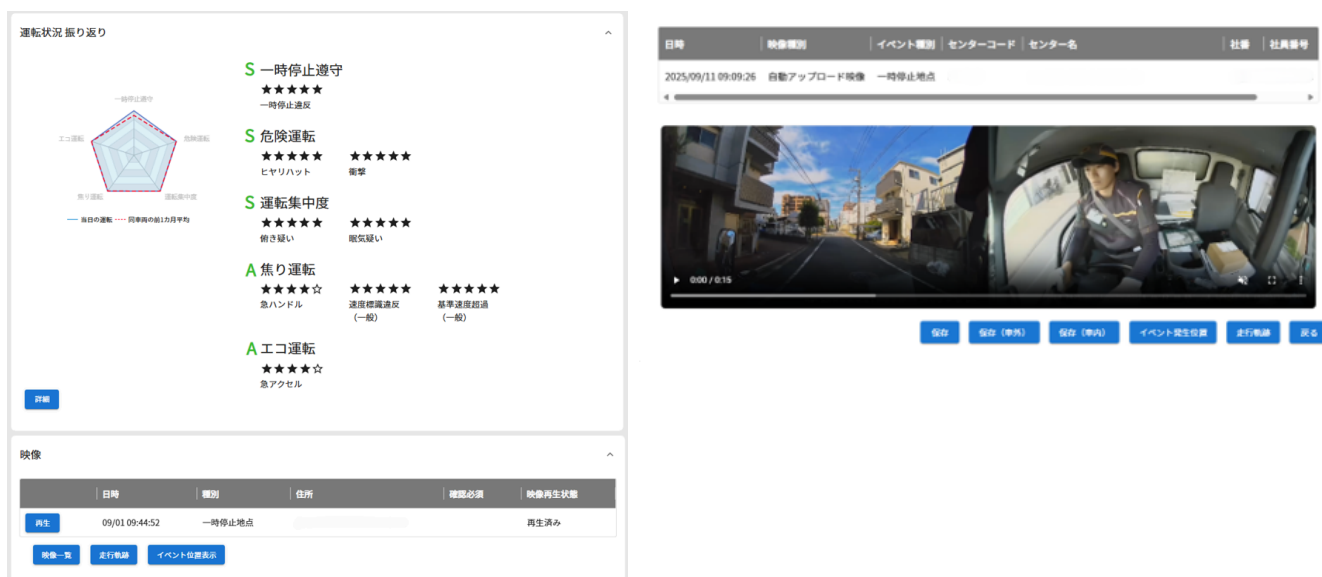 運転状況 振り返り
一時停止遵守
エコ運転
危険運転
焦り運転
運転集中度
当日の運転
同車両の前1カ月平均
S 一時停止遵守
★★★★★
一時停止違反
S 危険運転
★★★★★ ★★★★★
ヒヤリハット 衝撃
S 運転集中度
★★★★★ ★★★★★
俯き疑い 眠気疑い
A 焦り運転
★★★★☆ ★★★★★ ★★★★★
急ハンドル 速度標識違反 基準速度超過
（一般） （一般）
A エコ運転
★★★★☆
急アクセル
詳細
映像
日時 種別 住所 確認必須 映像再生状態
再生 09/01 09:44:52 一時停止地点 再生済み
映像一覧 走行軌跡 イベント位置表示
日時 映像種別 イベント種別 センターコード センター名 社番 社員番号
2025/09/11 09:09:26 自動アップロード映像 一時停止地点
0:00 / 0:15
保存 保存（車外） 保存（車内） イベント発生位置 走行軌跡 戻る